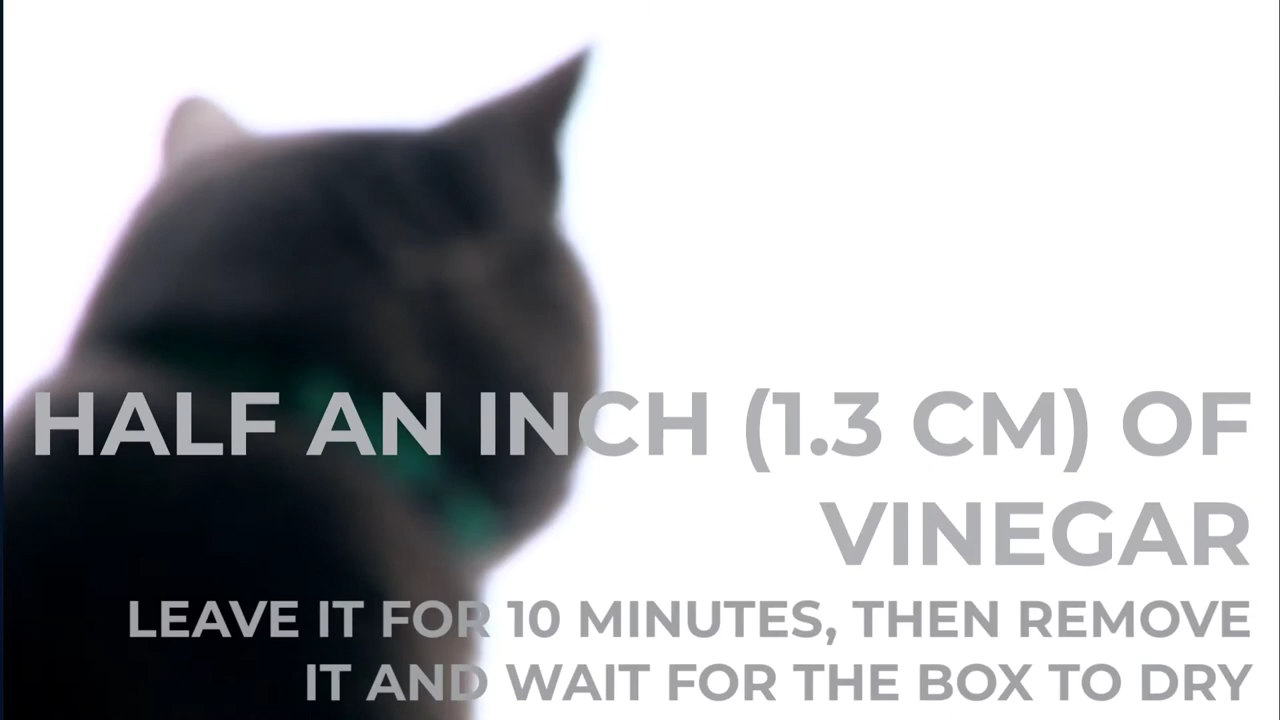 HALF AN INCH (1.3 CM) OF
VINEGAR
LEAVE IT FOR 10 MINUTES, THEN REMOVE
IT AND WAIT FOR THE BOX TO DRY